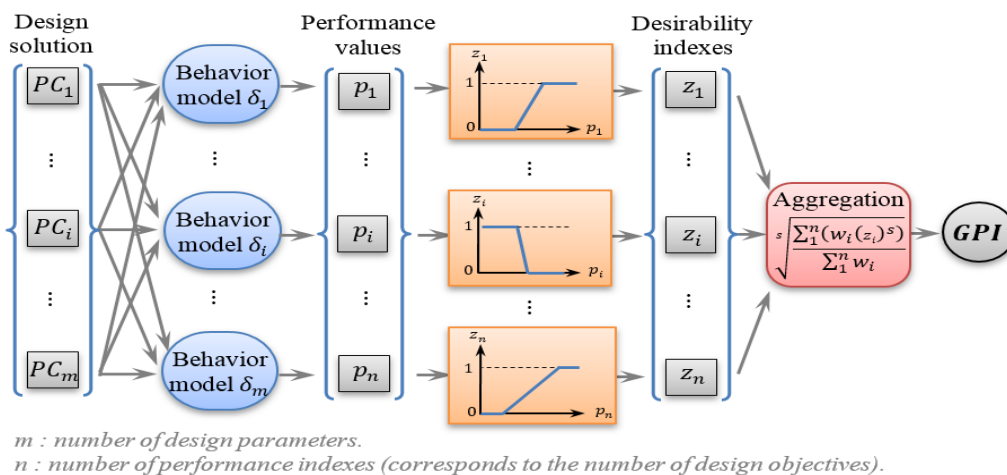 Design solution
Performance values
Desirability indexes
PC₁
⋮
PCᵢ
⋮
PCₘ
Behavior model δ₁
⋮
Behavior model δᵢ
⋮
Behavior model δₘ
p₁
⋮
pᵢ
⋮
pₙ
z₁
1
0
p₁
⋮
zᵢ
1
0
pᵢ
⋮
zₙ
1
0
pₙ
z₁
⋮
zᵢ
⋮
zₙ
Aggregation
ˢ√(∑₁ⁿ(wᵢ(zᵢ)ˢ) / ∑₁ⁿ wᵢ)
GPI
m : number of design parameters.
n : number of performance indexes (corresponds to the number of design objectives).